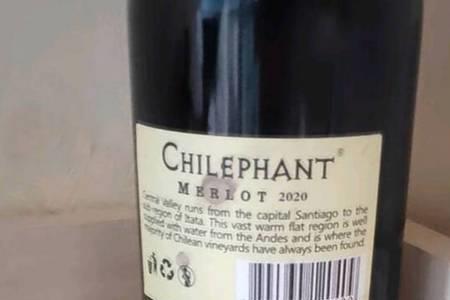 CHILEPHANT®
MERLOT 2020
Central Valley runs from the capital Santiago to the
sub-region of Itata. This vast warm flat region is well
supplied with water from the Andes and is where the
majority of Chilean vineyards have always been found.